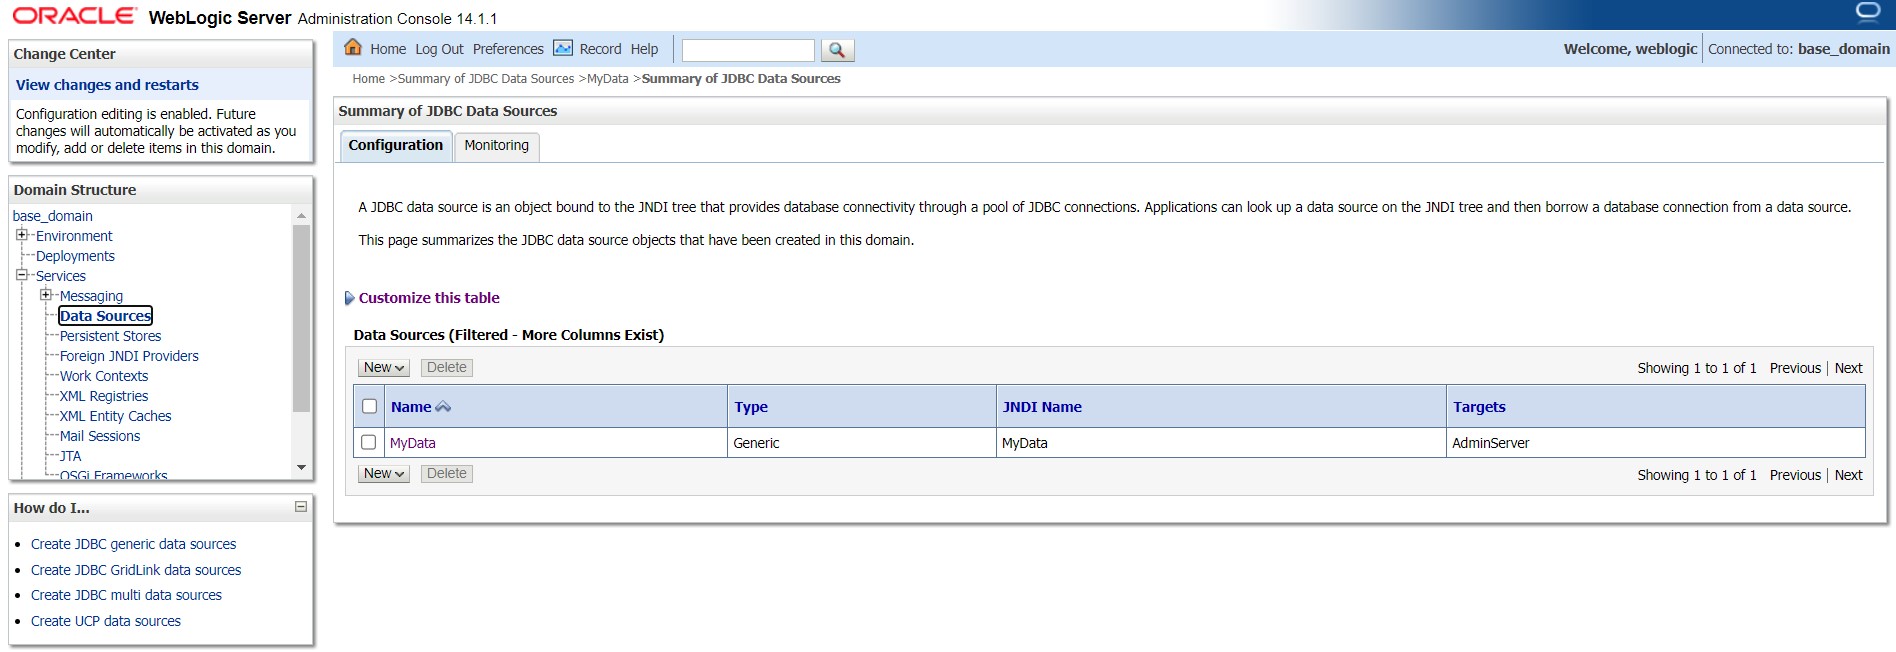 ORACLE WebLogic Server Administration Console 14.1.1
Change Center
View changes and restarts
Configuration editing is enabled. Future
changes will automatically be activated as you
modify, add or delete items in this domain.
Domain Structure
base_domain
Environment
Deployments
Services
Messaging
Data Sources
Persistent Stores
Foreign JNDI Providers
Work Contexts
XML Registries
XML Entity Caches
Mail Sessions
JTA
OSGi Frameworks
How do I...
Create JDBC generic data sources
Create JDBC GridLink data sources
Create JDBC multi data sources
Create UCP data sources
Home Log Out Preferences Record Help
Welcome, weblogic Connected to: base_domain
Home >Summary of JDBC Data Sources >MyData >Summary of JDBC Data Sources
Summary of JDBC Data Sources
Configuration Monitoring
A JDBC data source is an object bound to the JNDI tree that provides database connectivity through a pool of JDBC connections. Applications can look up a data source on the JNDI tree and then borrow a database connection from a data source.
This page summarizes the JDBC data source objects that have been created in this domain.
Customize this table
Data Sources (Filtered - More Columns Exist)
New Delete Showing 1 to 1 of 1 Previous | Next
Name Type JNDI Name Targets
MyData Generic MyData AdminServer
New Delete Showing 1 to 1 of 1 Previous | Next